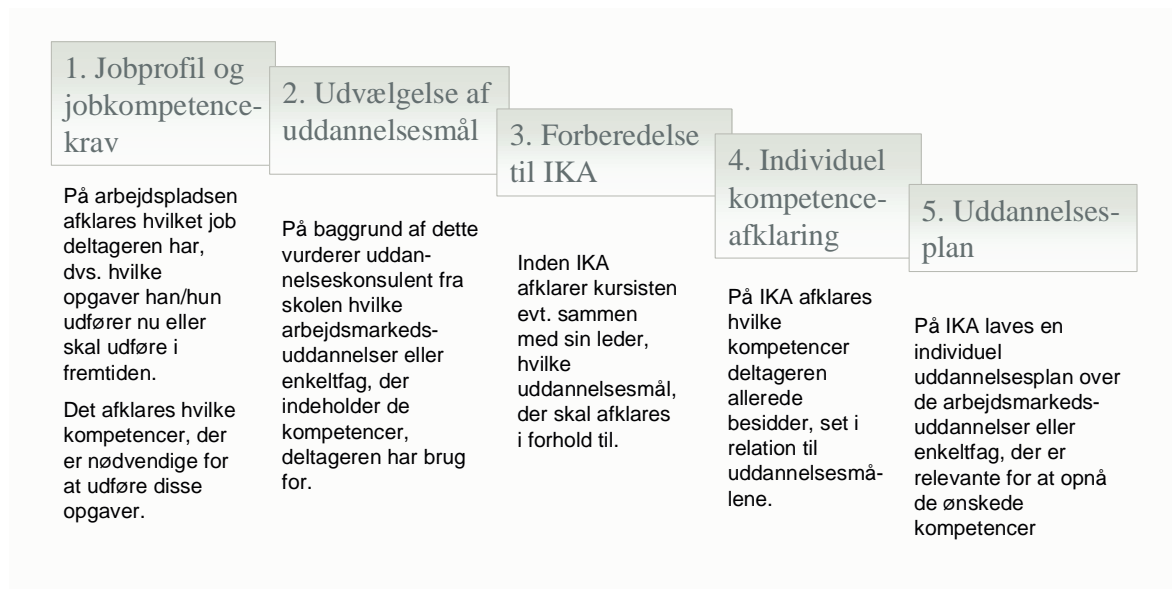 1. Jobprofil og
jobkompetence-
krav
På arbejdspladsen
afklares hvilket job
deltageren har,
dvs. hvilke
opgaver han/hun
udfører nu eller
skal udføre i
fremtiden.
Det afklares hvilke
kompetencer, der
er nødvendige for
at udføre disse
opgaver.
2. Udvælgelse af
uddannelsesmål
På baggrund af dette
vurderer uddan-
nelseskonsulent fra
skolen hvilke
arbejdsmarkeds-
uddannelser eller
enkeltfag, der
indeholder de
kompetencer,
deltageren har brug
for.
3. Forberedelse
til IKA
Inden IKA
afklarer kursisten
evt. sammen
med sin leder,
hvilke
uddannelsesmål,
der skal afklares
i forhold til.
4. Individuel
kompetence-
afklaring
På IKA afklares
hvilke
kompetencer
deltageren
allerede
besidder, set i
relation til
uddannelsesmå-
lene.
5. Uddannelses-
plan
På IKA laves en
individuel
uddannelsesplan over
de arbejdsmarkeds-
uddannelser eller
enkeltfag, der er
relevante for at opnå
de ønskede
kompetencer